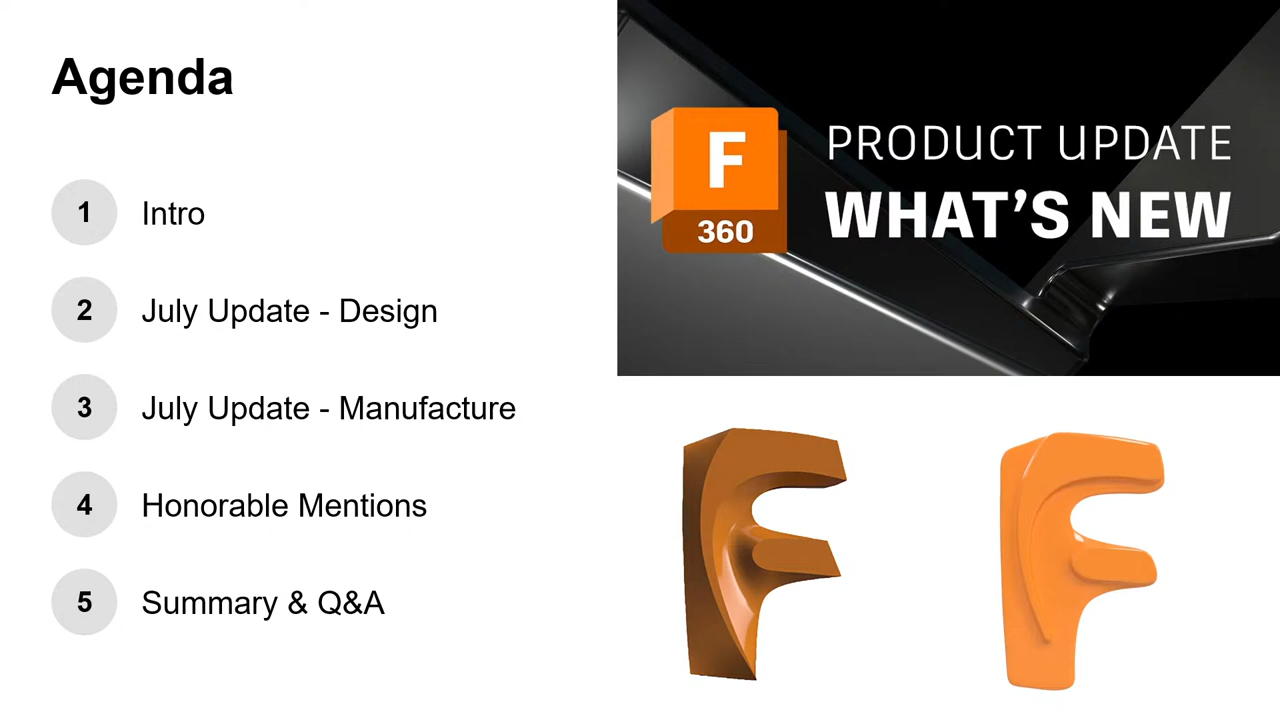 Agenda
1 Intro
2 July Update - Design
3 July Update - Manufacture
4 Honorable Mentions
5 Summary & Q&A
F
360
PRODUCT UPDATE
WHAT'S NEW
F
F